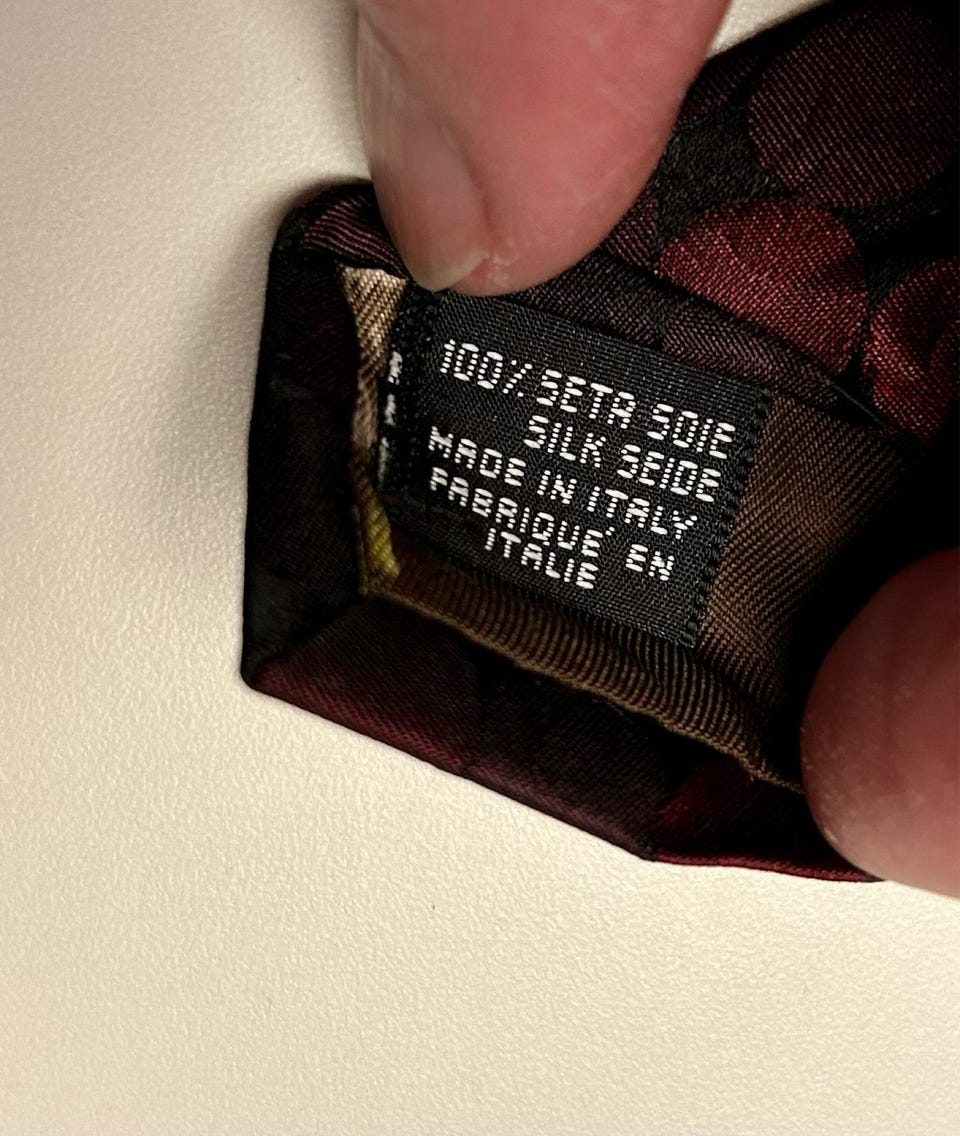 100% SETA SOIE
SILK SEIDE
MADE IN ITALY
FABRIQUÉ EN
ITALIE